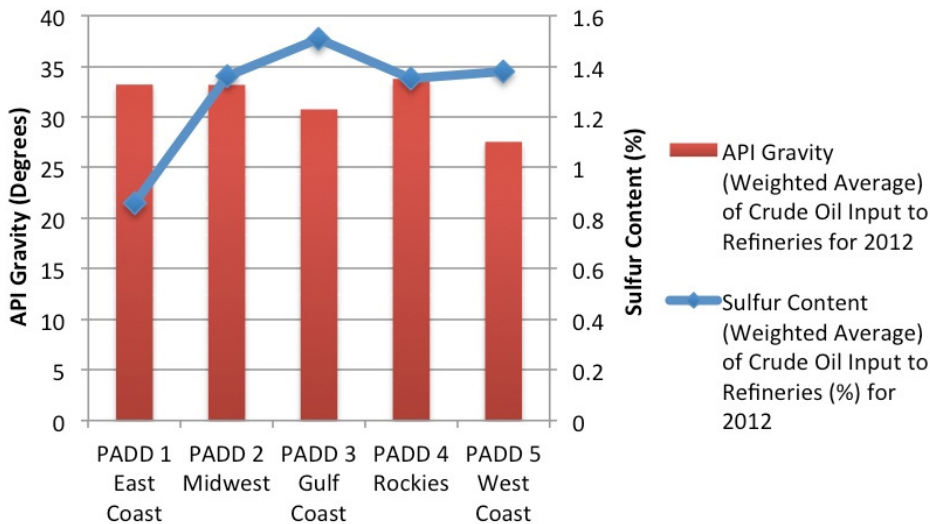 40
35
30
25
20
15
10
5
0
API Gravity (Degrees)
1.6
1.4
1.2
1
0.8
0.6
0.4
0.2
0
Sulfur Content (%)
PADD 1
East
Coast
PADD 2
Midwest
PADD 3
Gulf
Coast
PADD 4
Rockies
PADD 5
West
Coast
API Gravity
(Weighted Average)
of Crude Oil Input to
Refineries for 2012
Sulfur Content
(Weighted Average)
of Crude Oil Input to
Refineries (%) for
2012